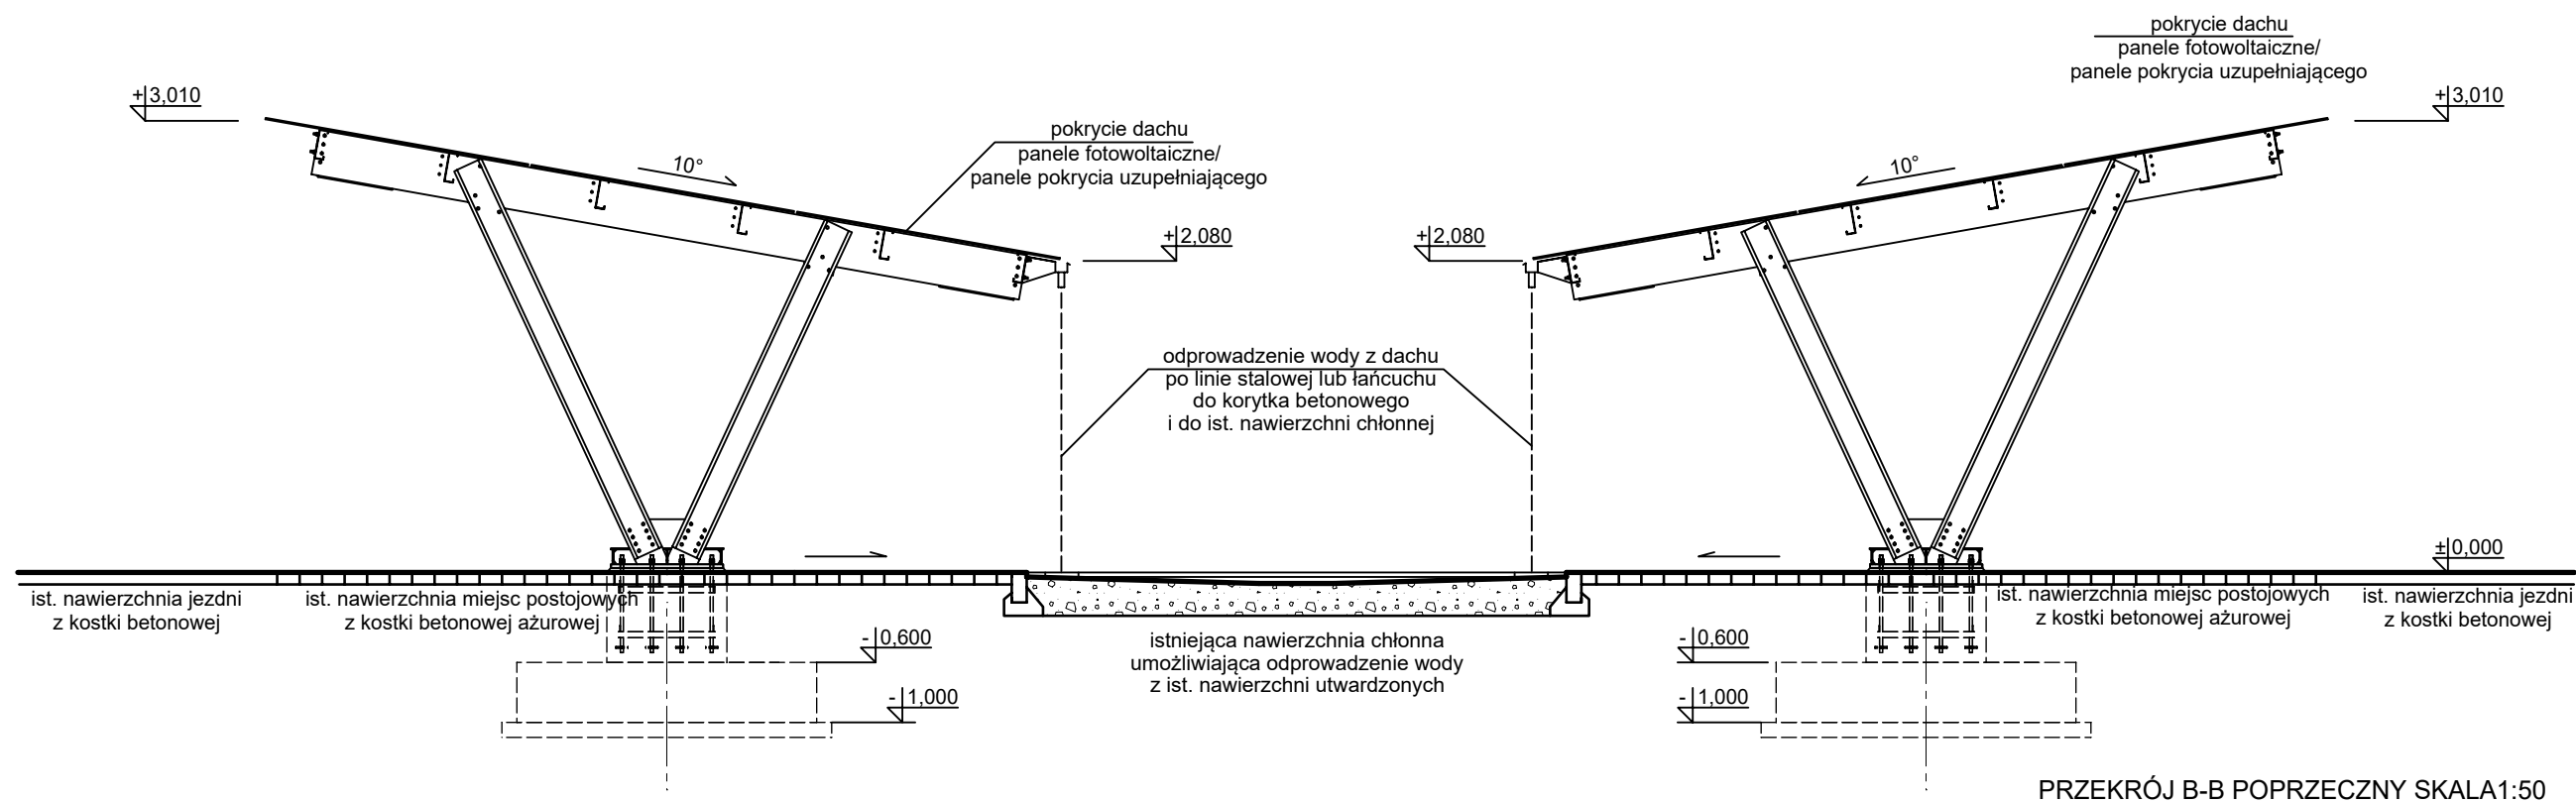 pokrycie dachu
panele fotowoltaiczne/
panele pokrycia uzupełniającego
+3,010
+3,010
pokrycie dachu
panele fotowoltaiczne/
panele pokrycia uzupełniającego
10°
10°
+2,080
+2,080
odprowadzenie wody z dachu
po linie stalowej lub łańcuchu
do korytka betonowego
i do ist. nawierzchni chłonnej
±0,000
ist. nawierzchnia jezdni
z kostki betonowej
ist. nawierzchnia miejsc postojowych
z kostki betonowej ażurowej
ist. nawierzchnia miejsc postojowych
z kostki betonowej ażurowej
ist. nawierzchnia jezdni
z kostki betonowej
-0,600
-1,000
istniejąca nawierzchnia chłonna
umożliwiająca odprowadzenie wody
z ist. nawierzchni utwardzonych
-0,600
-1,000
PRZEKRÓJ B-B POPRZECZNY SKALA1:50